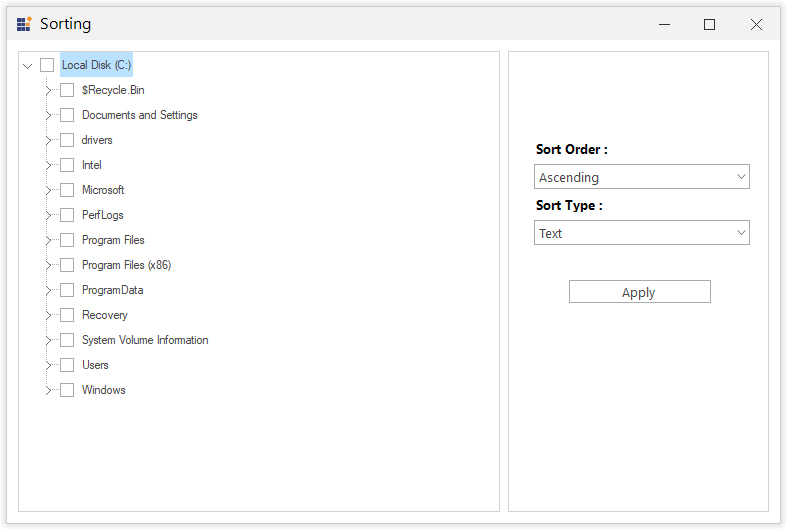 Sorting
Local Disk (C:)
$Recycle.Bin
Documents and Settings
drivers
Intel
Microsoft
PerfLogs
Program Files
Program Files (x86)
ProgramData
Recovery
System Volume Information
Users
Windows
Sort Order :
Ascending
Sort Type :
Text
Apply